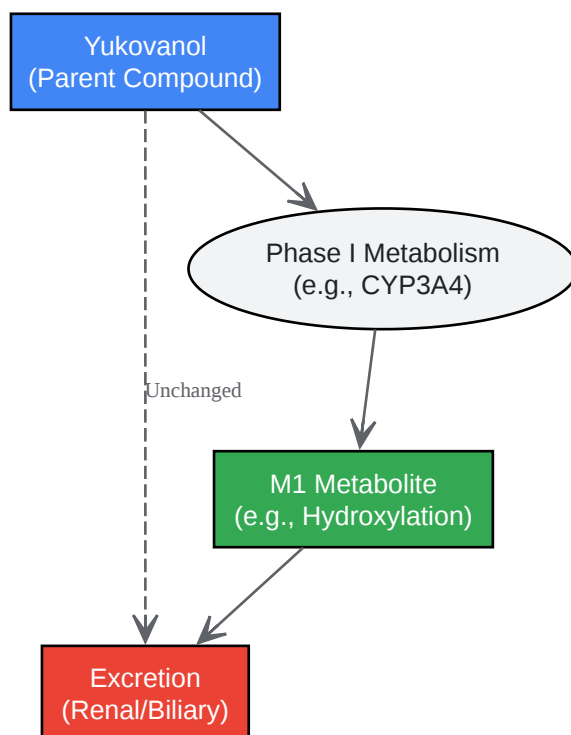 Yukovanol
(Parent Compound)
Phase I Metabolism
(e.g., CYP3A4)
Unchanged
M1 Metabolite
(e.g., Hydroxylation)
Excretion
(Renal/Biliary)